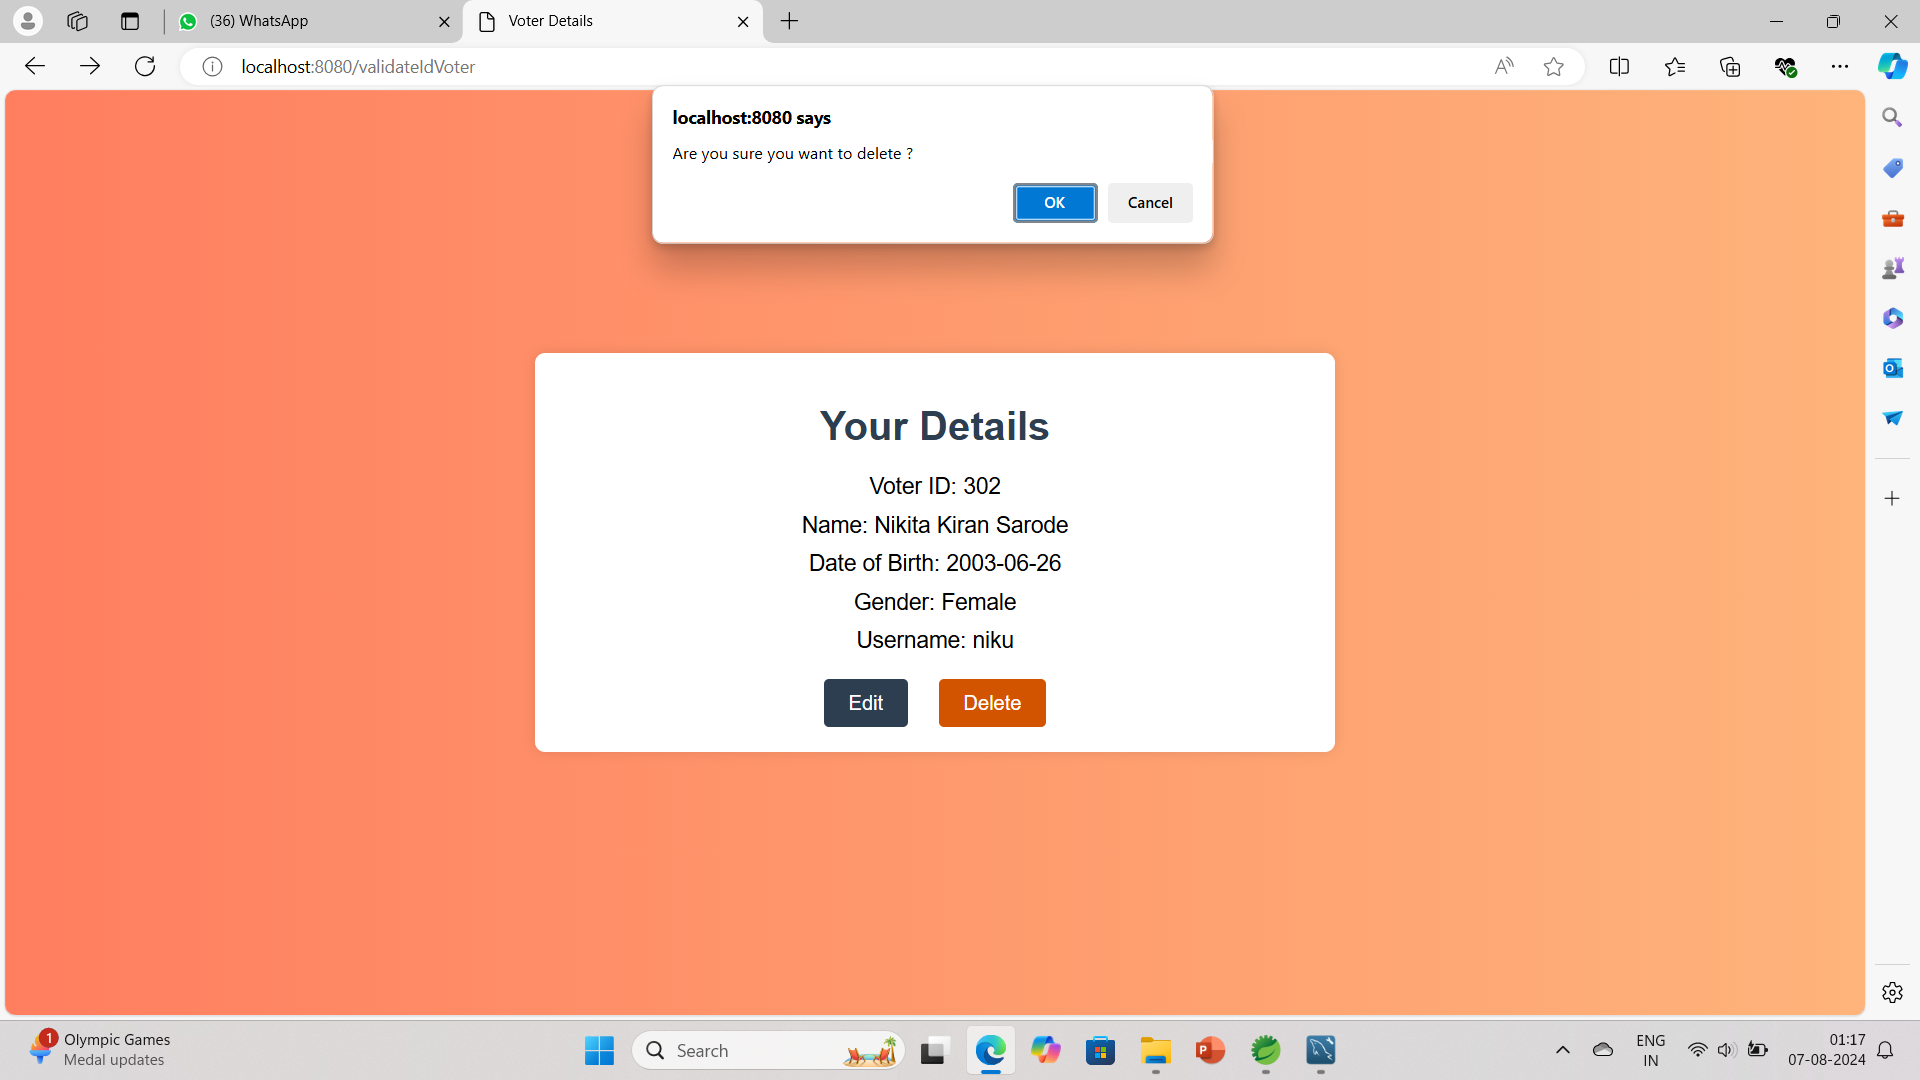 (36) WhatsApp
Voter Details
localhost:8080/validateIdVoter
localhost:8080 says
Are you sure you want to delete ?
OK
Cancel
Your Details
Voter ID: 302
Name: Nikita Kiran Sarode
Date of Birth: 2003-06-26
Gender: Female
Username: niku
Edit
Delete
1
Olympic Games
Medal updates
Search
ENG
IN
01:17
07-08-2024